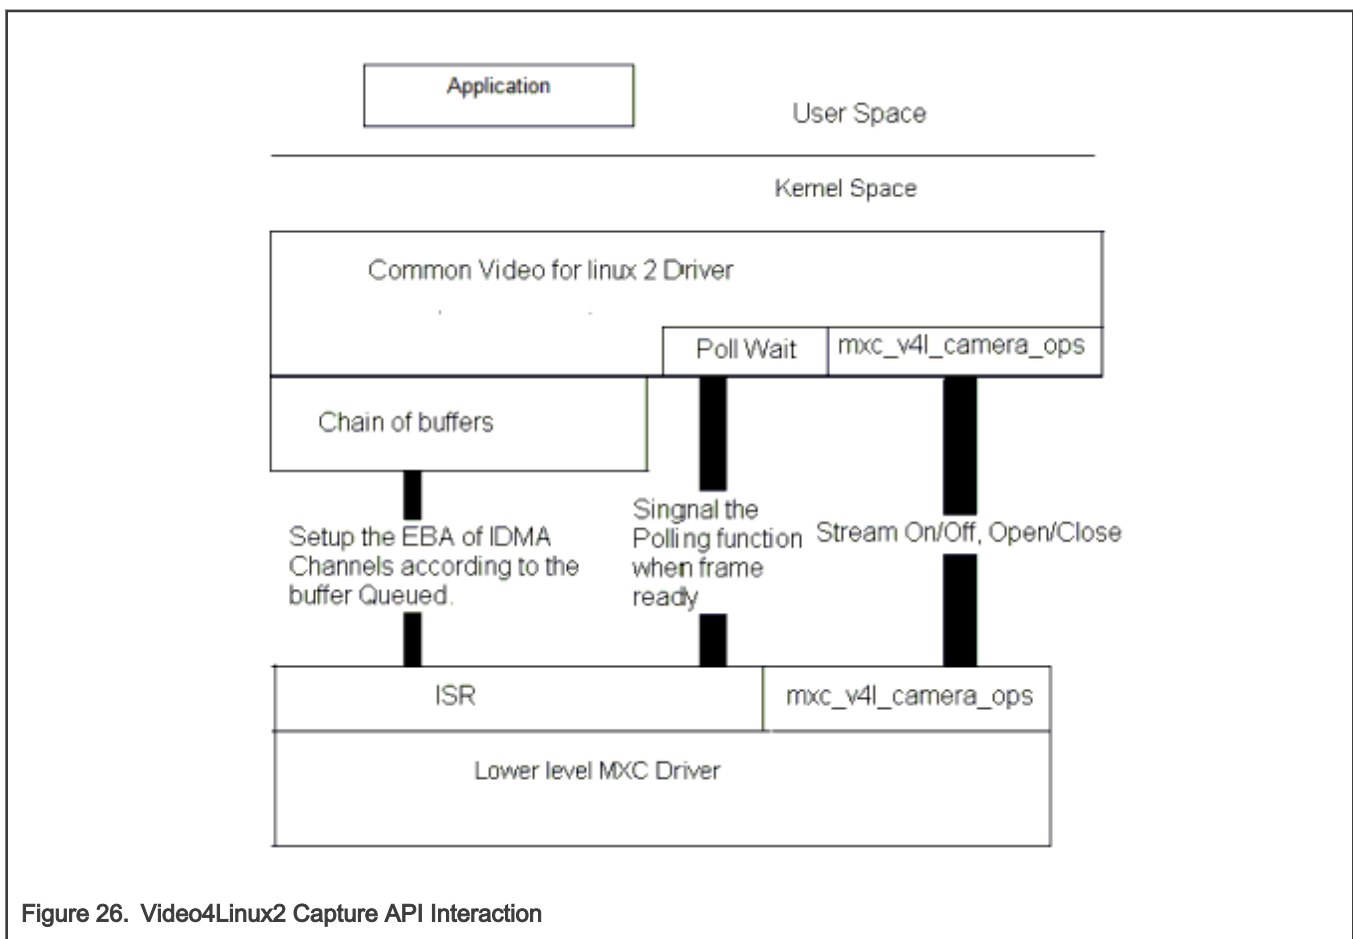 Application
User Space
Kernel Space
Common Video for linux 2 Driver
Poll Wait
mxc_v4l_camera_ops
Chain of buffers
Setup the EBA of IDMA
Channels according to the
buffer Queued.
Singnal the
Polling function
when frame
ready
Stream On/Off, Open/Close
ISR
mxc_v4l_camera_ops
Lower level MXC Driver
Figure 26. Video4Linux2 Capture API Interaction